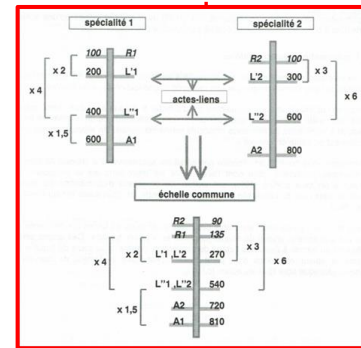 spécialité 1
spécialité 2
100 R1
R2 100
x 2
200 L'1
L'2 300
x 3
x 4
actes-liens
x 6
400 L"1
L"2 600
x 1,5
600 A1
A2 800
échelle commune
R2 90
R1 135
x 3
x 2
L'1 ,L'2 270
x 4
x 6
L"1 ,L"2 540
x 1,5
A2 720
A1 810